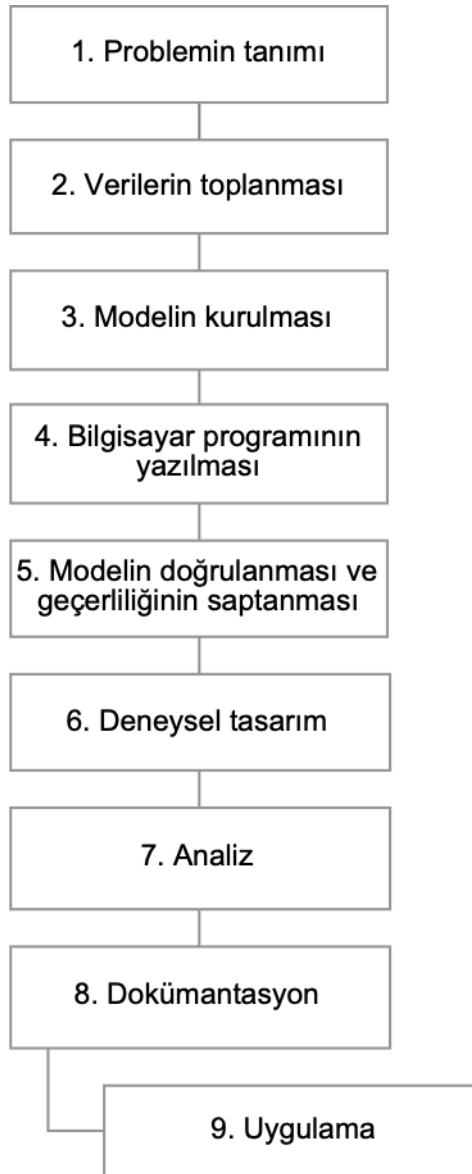 1. Problemin tanımı
2. Verilerin toplanması
3. Modelin kurulması
4. Bilgisayar programının
yazılması
5. Modelin doğrulanması ve
geçerliliğinin saptanması
6. Deneysel tasarım
7. Analiz
8. Dokümantasyon
9. Uygulama